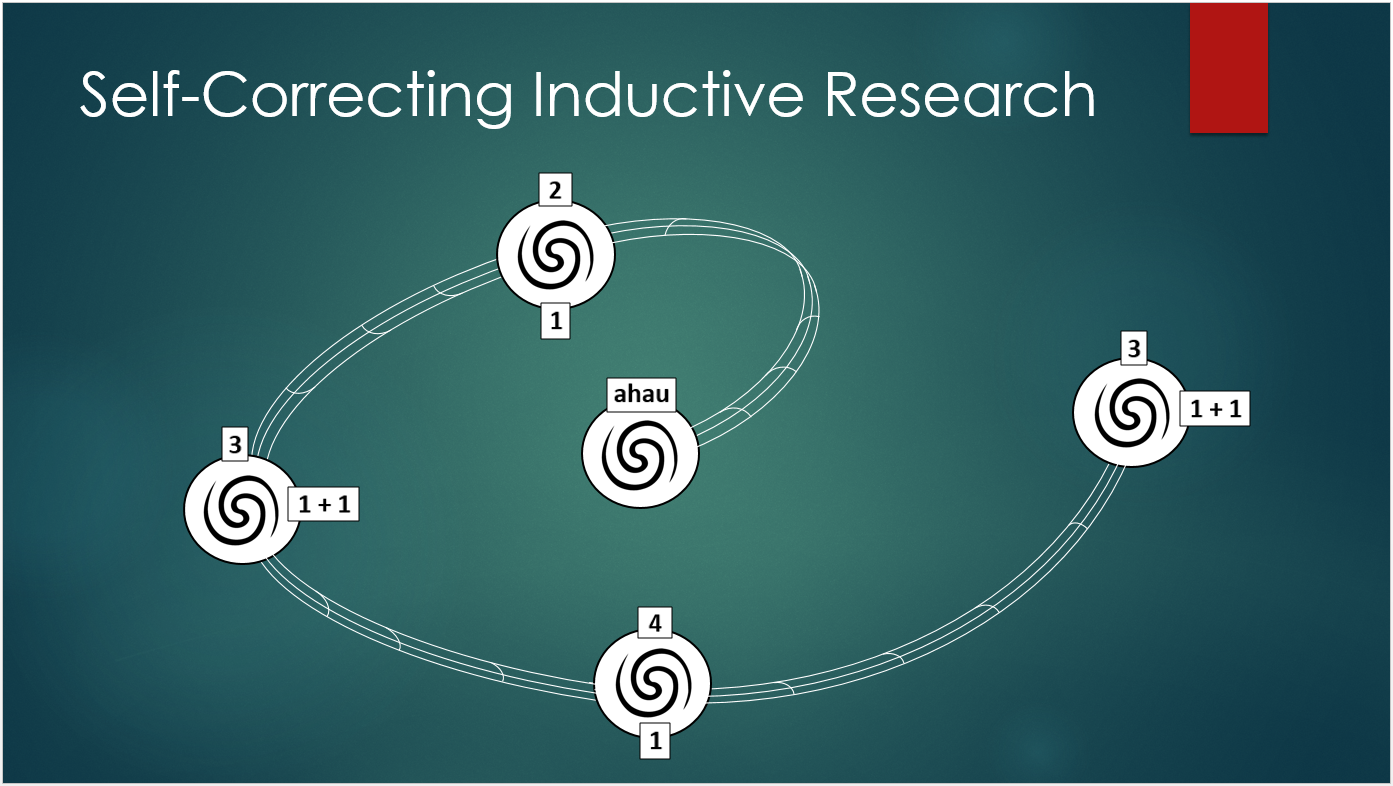 Self-Correcting Inductive Research
2
1
ahau
3
1 + 1
3
1 + 1
4
1